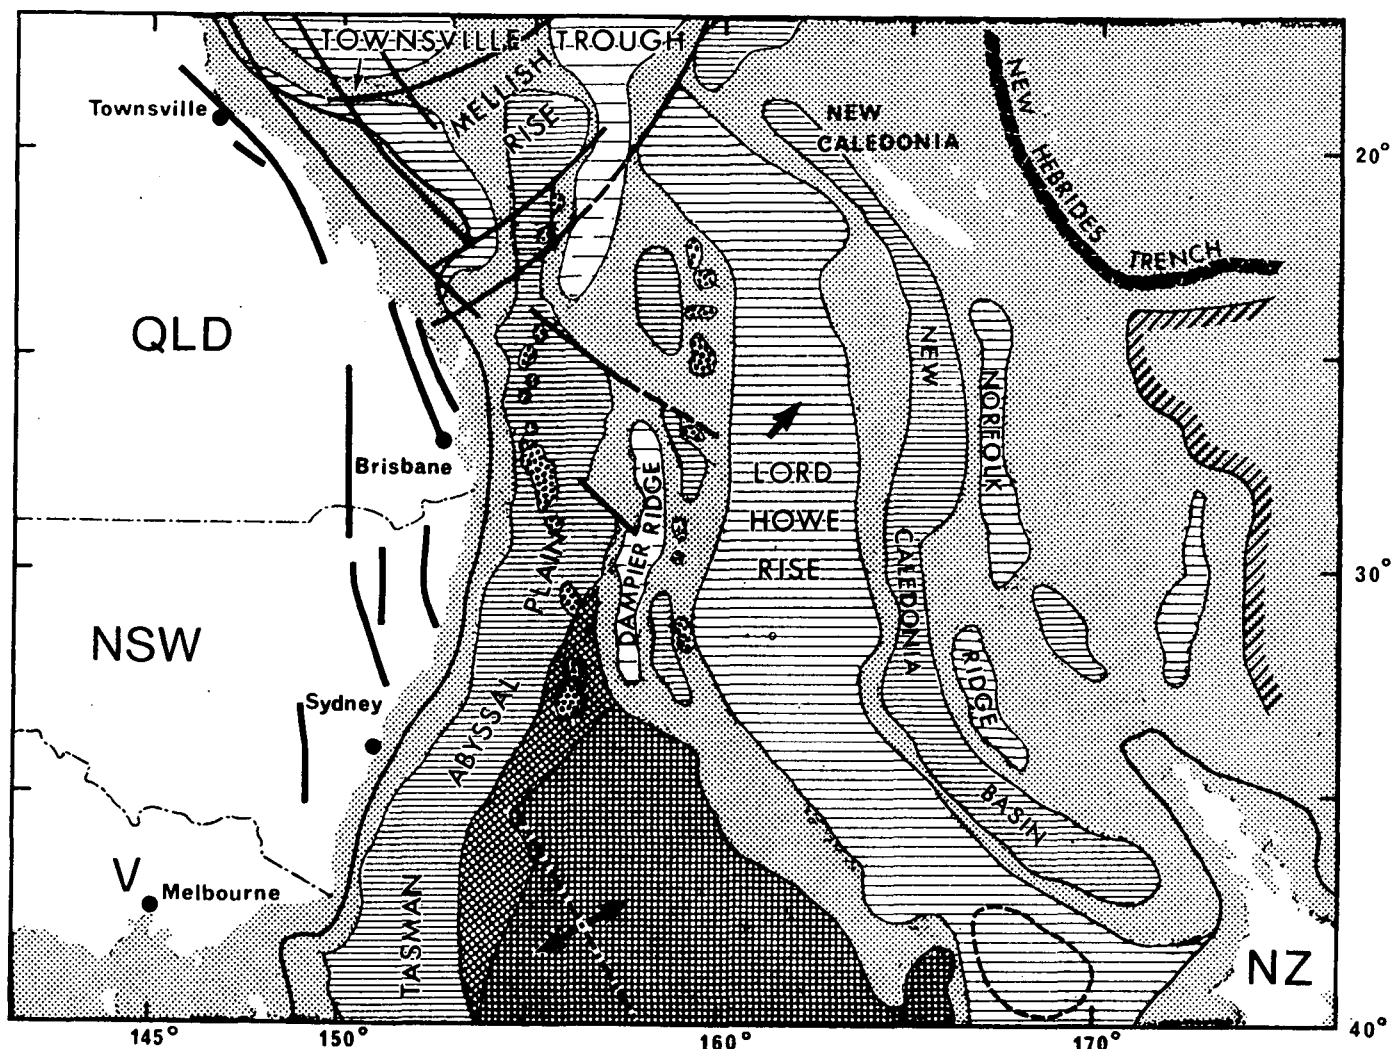 TOWNSVILLE TROUGH
MELLISH
RISE
Townsville
NEW
CALEDONIA
NEW
HEBRIDES
TRENCH
20°
QLD
Brisbane
NEW
CALEDONIA
BASIN
NORFOLK
RIDGE
LORD
HOWE
RISE
DAMPIER RIDGE
30°
NSW
Sydney
TASMAN
ABYSSAL
PLAIN
V
Melbourne
NZ
145°
150°
160°
170°
40°